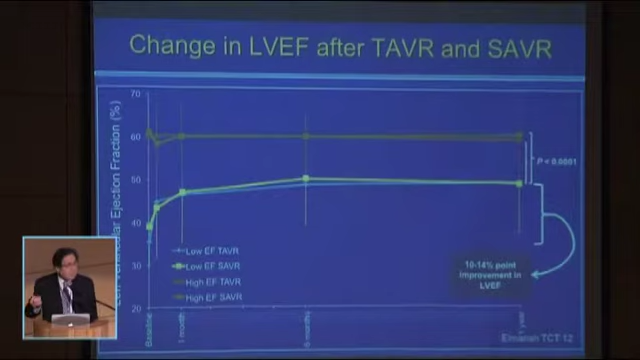 Change in LVEF after TAVR and SAVR
Left Ventricular Ejection Fraction (%)
70
60
50
40
30
20
Low EF TAVR
Low EF SAVR
High EF TAVR
High EF SAVR
P < 0.0001
10-14% point
improvement in
LVEF
Baseline
1 month
6 months
1 year
Elmariah TCT 12